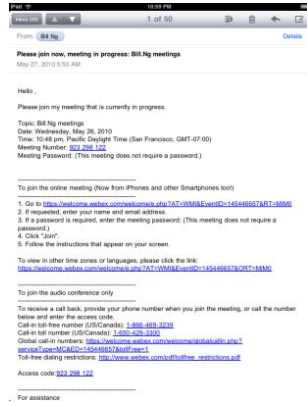 iPad
10:59 PM
Inbox (50)
1 of 50
From: Bill Ng
Details
Please join now, meeting in progress: Bill.Ng meetings
May 27, 2010 5:53 AM
Hello ,
Please join my meeting that is currently in progress.
Topic: Bill.Ng meetings
Date: Wednesday, May 26, 2010
Time: 10:48 pm, Pacific Daylight Time (San Francisco, GMT-07:00)
Meeting Number: 923 298 122
Meeting Password: (This meeting does not require a password.)
To join the online meeting (Now from iPhones and other Smartphones too!)
1. Go to https://welcome.webex.com/welcome/e.php?AT=WMI&EventID=145446657&RT=MiM0
2. If requested, enter your name and email address.
3. If a password is required, enter the meeting password: (This meeting does not require a
password.)
4. Click "Join".
5. Follow the instructions that appear on your screen.
To view in other time zones or languages, please click the link:
https://welcome.webex.com/welcome/e.php?AT=WMI&EventID=145446657&ORT=MiM0
To join the audio conference only
To receive a call back, provide your phone number when you join the meeting, or call the number
below and enter the access code.
Call-in toll-free number (US/Canada): 1-866-469-3239
Call-in toll number (US/Canada): 1-650-429-3300
Global call-in numbers: https://welcome.webex.com/welcome/globalcallin.php?
serviceType=MC&ED=145446657&tollFree=1
Toll-free dialing restrictions: http://www.webex.com/pdf/tollfree_restrictions.pdf
Access code:923 298 122
For assistance